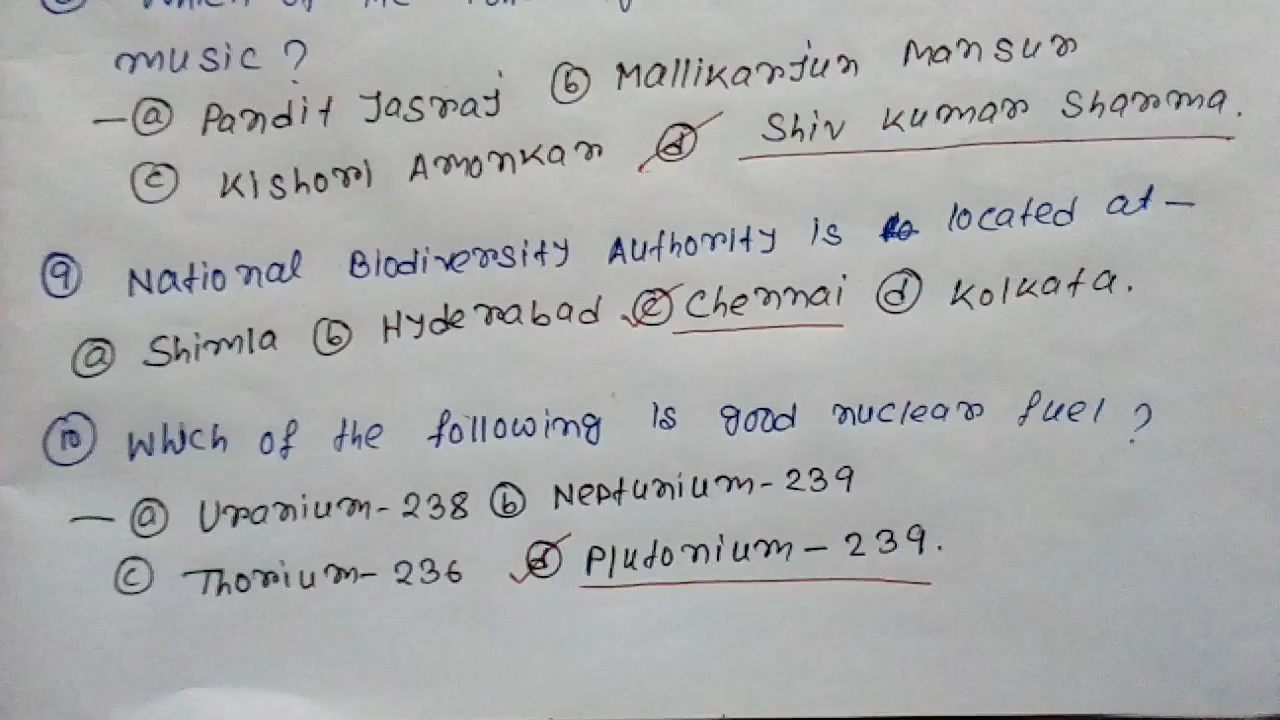 music?
— ⓐ Pandit Jasraj ⓑ Mallikarjun Mansur
ⓒ Kishori Amonkar ⓓ Shiv Kumar Sharma.
⑨ National Biodiversity Authority is located at —
ⓐ Shimla ⓑ Hyderabad ⓒ Chennai ⓓ Kolkata.
⑩ Which of the following is good nuclear fuel?
— ⓐ Uranium-238 ⓑ Neptunium-239
ⓒ Thorium-236 ⓓ Plutonium-239.